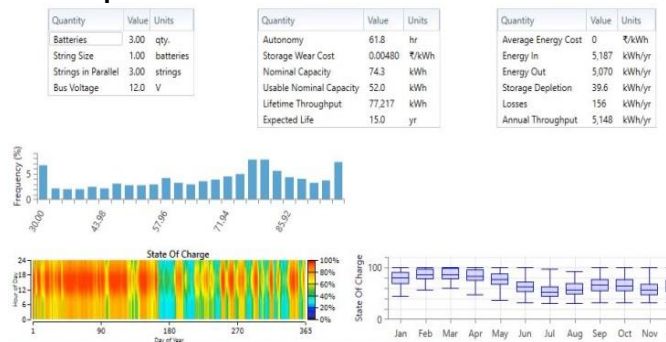 Quantity Value Units
Batteries 3.00 qty.
String Size 1.00 batteries
Strings in Parallel 3.00 strings
Bus Voltage 12.0 V
Quantity Value Units
Autonomy 61.8 hr
Storage Wear Cost 0.00480 ₹/kWh
Nominal Capacity 74.3 kWh
Usable Nominal Capacity 52.0 kWh
Lifetime Throughput 77,217 kWh
Expected Life 15.0 yr
Quantity Value Units
Average Energy Cost 0 ₹/kWh
Energy In 5,187 kWh/yr
Energy Out 5,070 kWh/yr
Storage Depletion 39.6 kWh/yr
Losses 156 kWh/yr
Annual Throughput 5,148 kWh/yr
Frequency (%)
5
0
30.00 43.98 57.96 71.94 85.92
State Of Charge
Hour of Day
24
18
12
6
0
1 90 180 270 365
Day of Year
100%
80%
60%
40%
20%
0%
State Of Charge
100
0
Jan Feb Mar Apr May Jun Jul Aug Sep Oct Nov